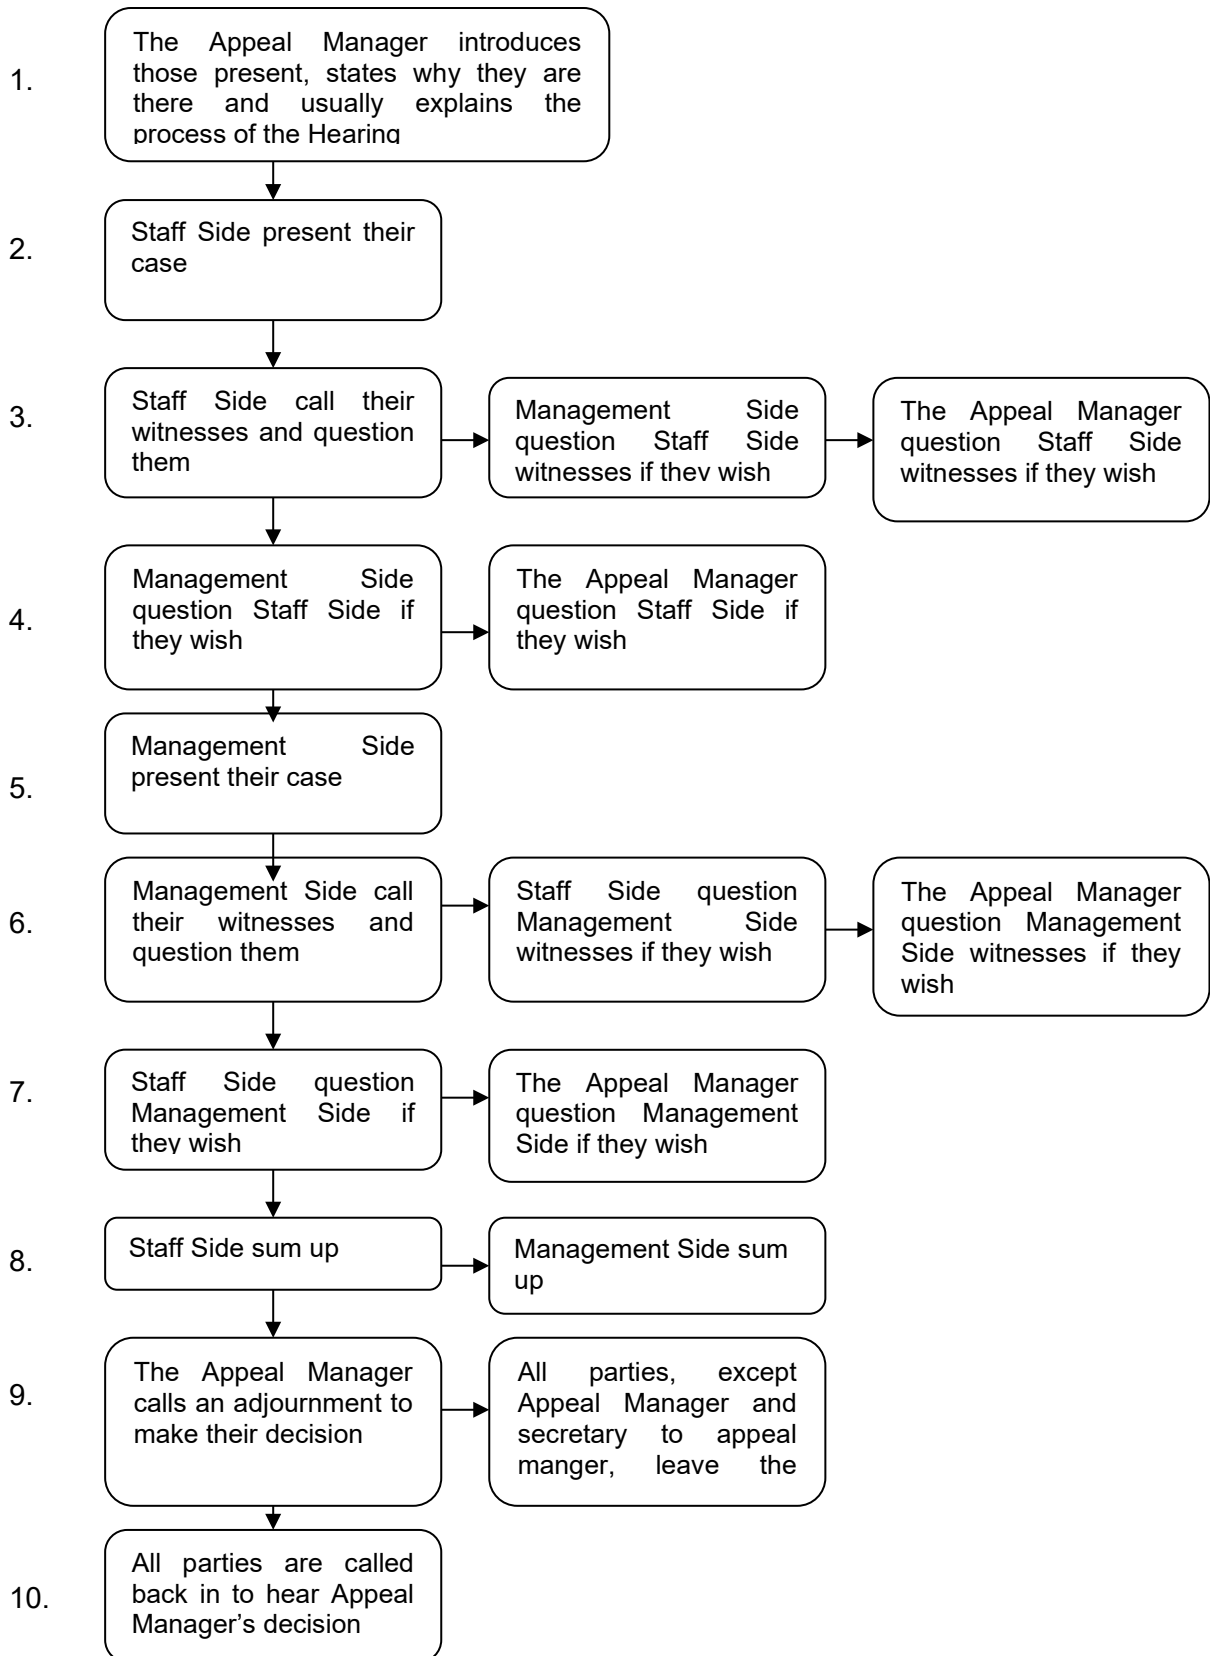 1.
The Appeal Manager introduces
those present, states why they are
there and usually explains the
process of the Hearing
2.
Staff Side present their
case
3.
Staff Side call their
witnesses and question
them
Management Side
question Staff Side
witnesses if they wish
The Appeal Manager
question Staff Side
witnesses if they wish
4.
Management Side
question Staff Side if
they wish
The Appeal Manager
question Staff Side if
they wish
5.
Management Side
present their case
6.
Management Side call
their witnesses and
question them
Staff Side question
Management Side
witnesses if they wish
The Appeal Manager
question Management
Side witnesses if they
wish
7.
Staff Side question
Management Side if
they wish
The Appeal Manager
question Management
Side if they wish
8.
Staff Side sum up
Management Side sum
up
9.
The Appeal Manager
calls an adjournment to
make their decision
All parties, except
Appeal Manager and
secretary to appeal
manger, leave the
10.
All parties are called
back in to hear Appeal
Manager's decision